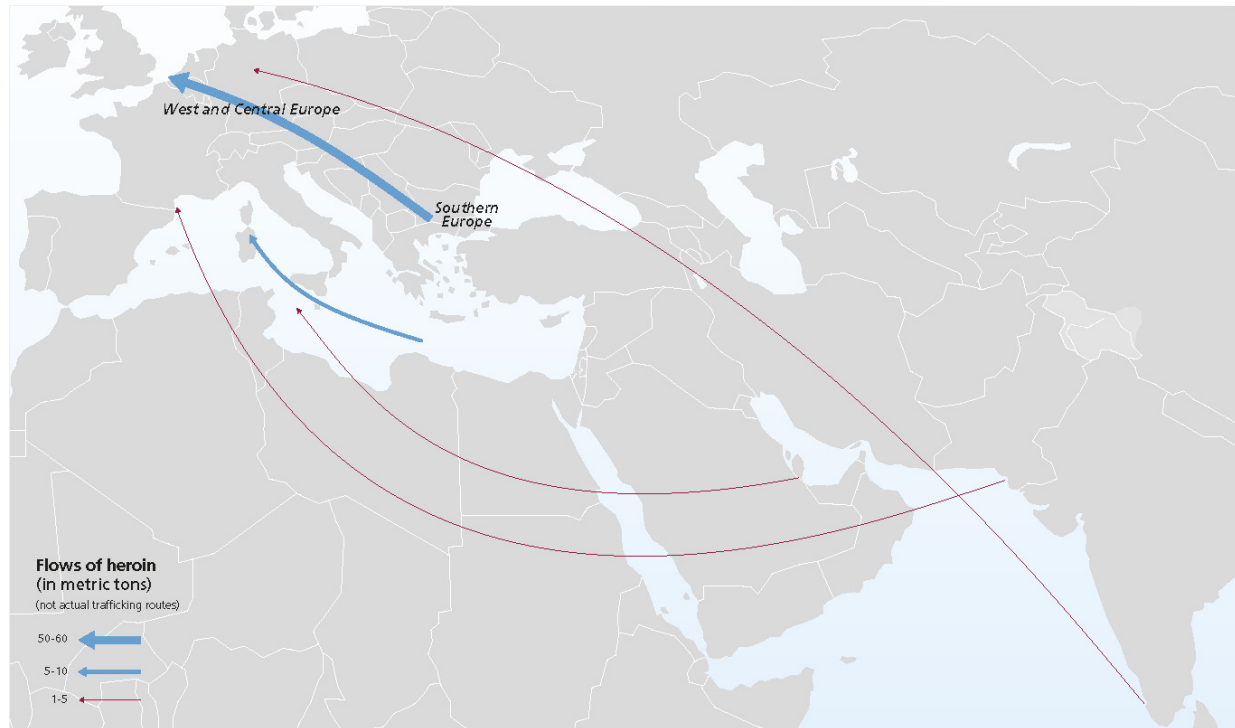 West and Central Europe
Southern
Europe
Flows of heroin
(in metric tons)
(not actual trafficking routes)
50-60
5-10
1-5